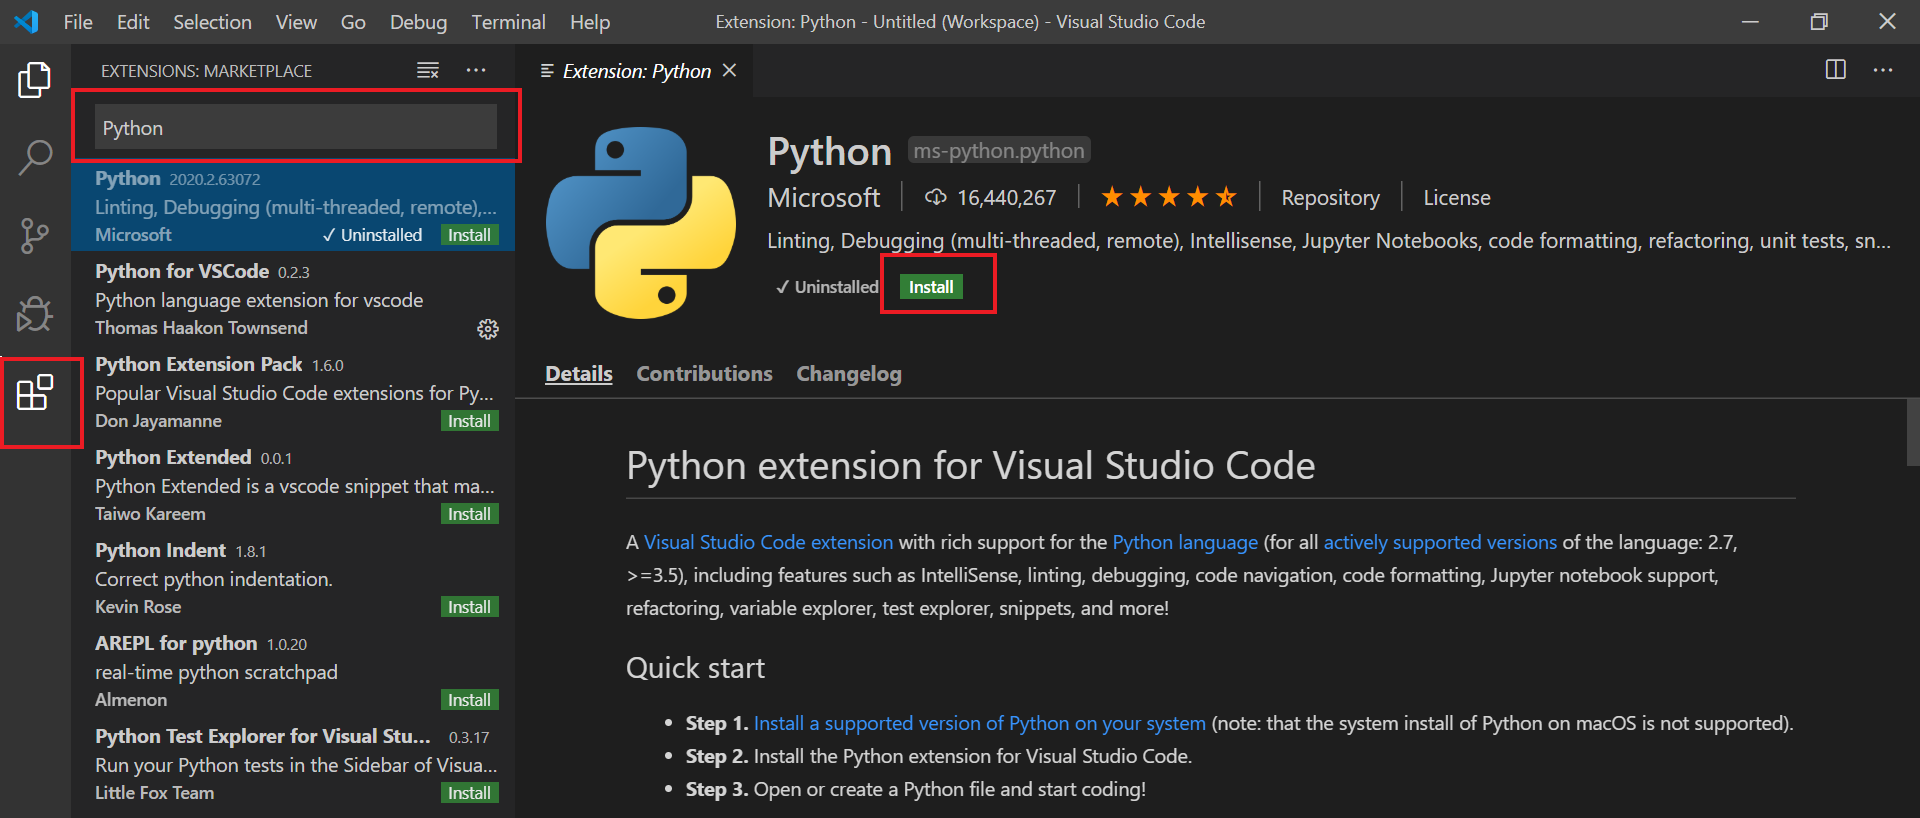 File Edit Selection View Go Debug Terminal Help
Extension: Python - Untitled (Workspace) - Visual Studio Code
EXTENSIONS: MARKETPLACE
Python
Python 2020.2.63072
Linting, Debugging (multi-threaded, remote),...
Microsoft ✓ Uninstalled Install
Python for VSCode 0.2.3
Python language extension for vscode
Thomas Haakon Townsend
Python Extension Pack 1.6.0
Popular Visual Studio Code extensions for Py...
Don Jayamanne Install
Python Extended 0.0.1
Python Extended is a vscode snippet that ma...
Taiwo Kareem Install
Python Indent 1.8.1
Correct python indentation.
Kevin Rose Install
AREPL for python 1.0.20
real-time python scratchpad
Almenon Install
Python Test Explorer for Visual Stu... 0.3.17
Run your Python tests in the Sidebar of Visua...
Little Fox Team Install
Extension: Python
Python ms-python.python
Microsoft 16,440,267 Repository License
Linting, Debugging (multi-threaded, remote), Intellisense, Jupyter Notebooks, code formatting, refactoring, unit tests, sn...
✓ Uninstalled Install
Details Contributions Changelog
Python extension for Visual Studio Code
A Visual Studio Code extension with rich support for the Python language (for all actively supported versions of the language: 2.7,
>=3.5), including features such as IntelliSense, linting, debugging, code navigation, code formatting, Jupyter notebook support,
refactoring, variable explorer, test explorer, snippets, and more!
Quick start
• Step 1. Install a supported version of Python on your system (note: that the system install of Python on macOS is not supported).
• Step 2. Install the Python extension for Visual Studio Code.
• Step 3. Open or create a Python file and start coding!